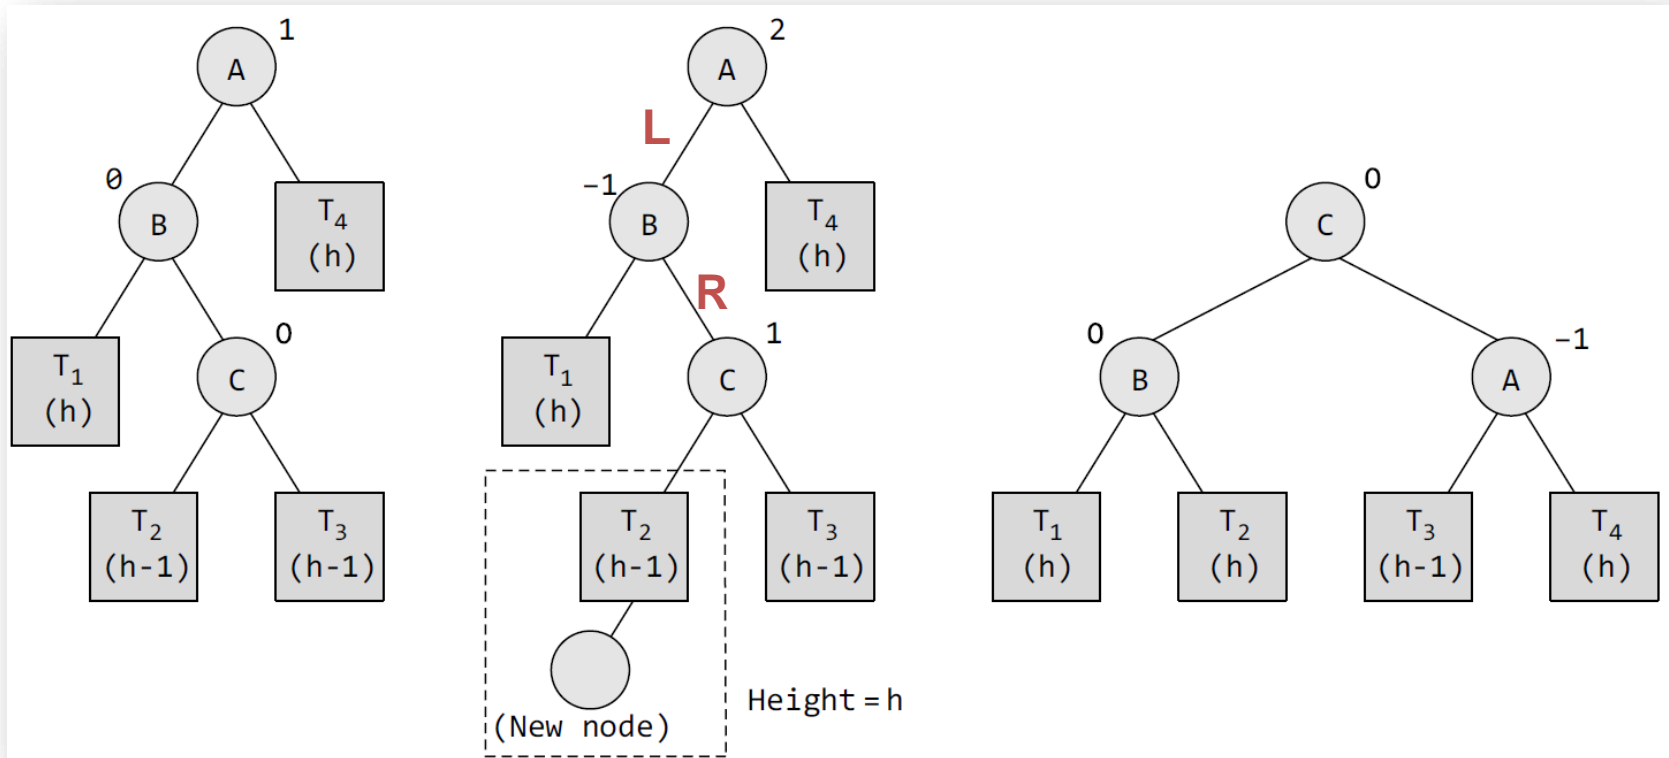 1
A
0
B
T4
(h)
T1
(h)
0
C
T2
(h-1)
T3
(h-1)
2
A
L
-1
B
T4
(h)
R
T1
(h)
1
C
T2
(h-1)
T3
(h-1)
(New node)
Height = h
0
C
0
B
-1
A
T1
(h)
T2
(h)
T3
(h-1)
T4
(h)